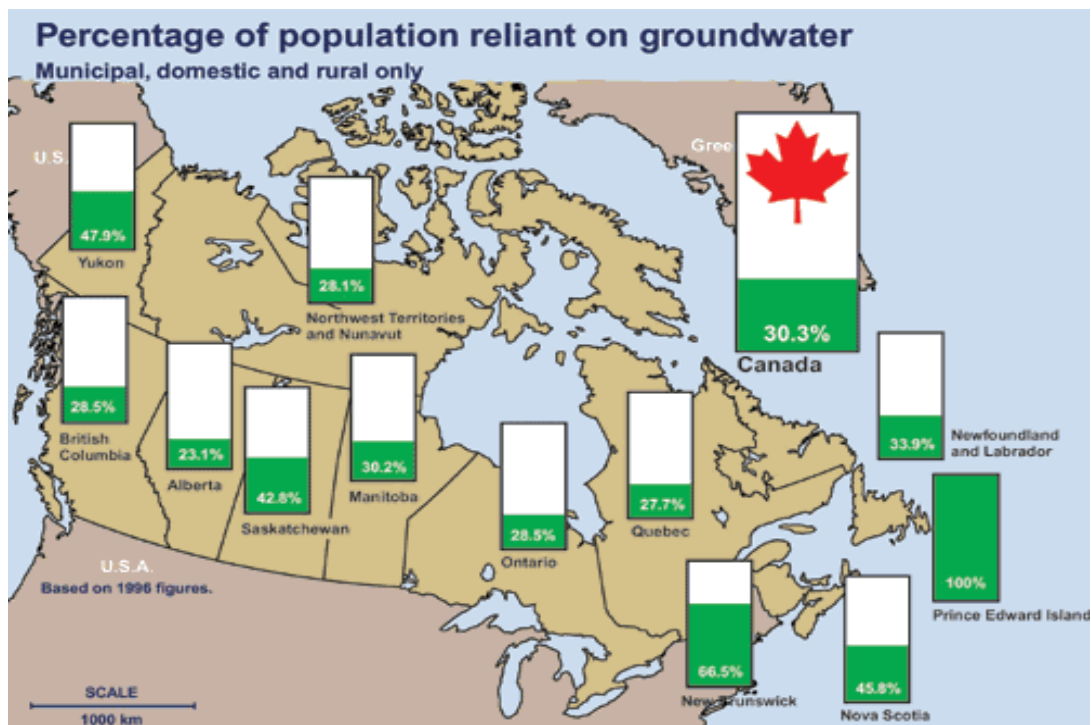 Percentage of population reliant on groundwater
Municipal, domestic and rural only
U.S.
Gree
47.9%
Yukon
28.1%
Northwest Territories
and Nunavut
30.3%
Canada
28.5%
British
Columbia
23.1%
Alberta
42.8%
Saskatchewan
30.2%
Manitoba
28.5%
Ontario
27.7%
Quebec
33.9%
Newfoundland
and Labrador
100%
Prince Edward Island
66.5%
New Brunswick
45.8%
Nova Scotia
U.S.A.
Based on 1996 figures.
SCALE
1000 km